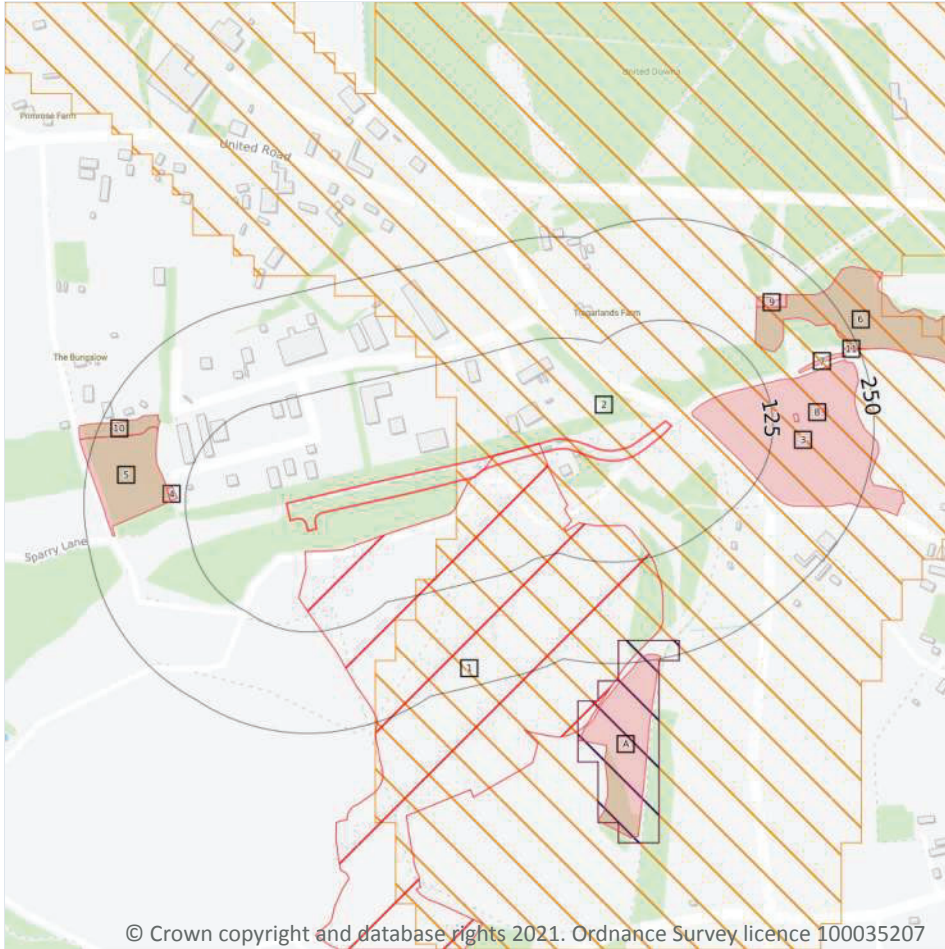 United Downs
Primrose Farm
United Road
9
6
Tregarlands Farm
11
7
The Bungalow
250
2
125
8
10
3
5
4
Sparry Lane
1
A
© Crown copyright and database rights 2021. Ordnance Survey licence 100035207